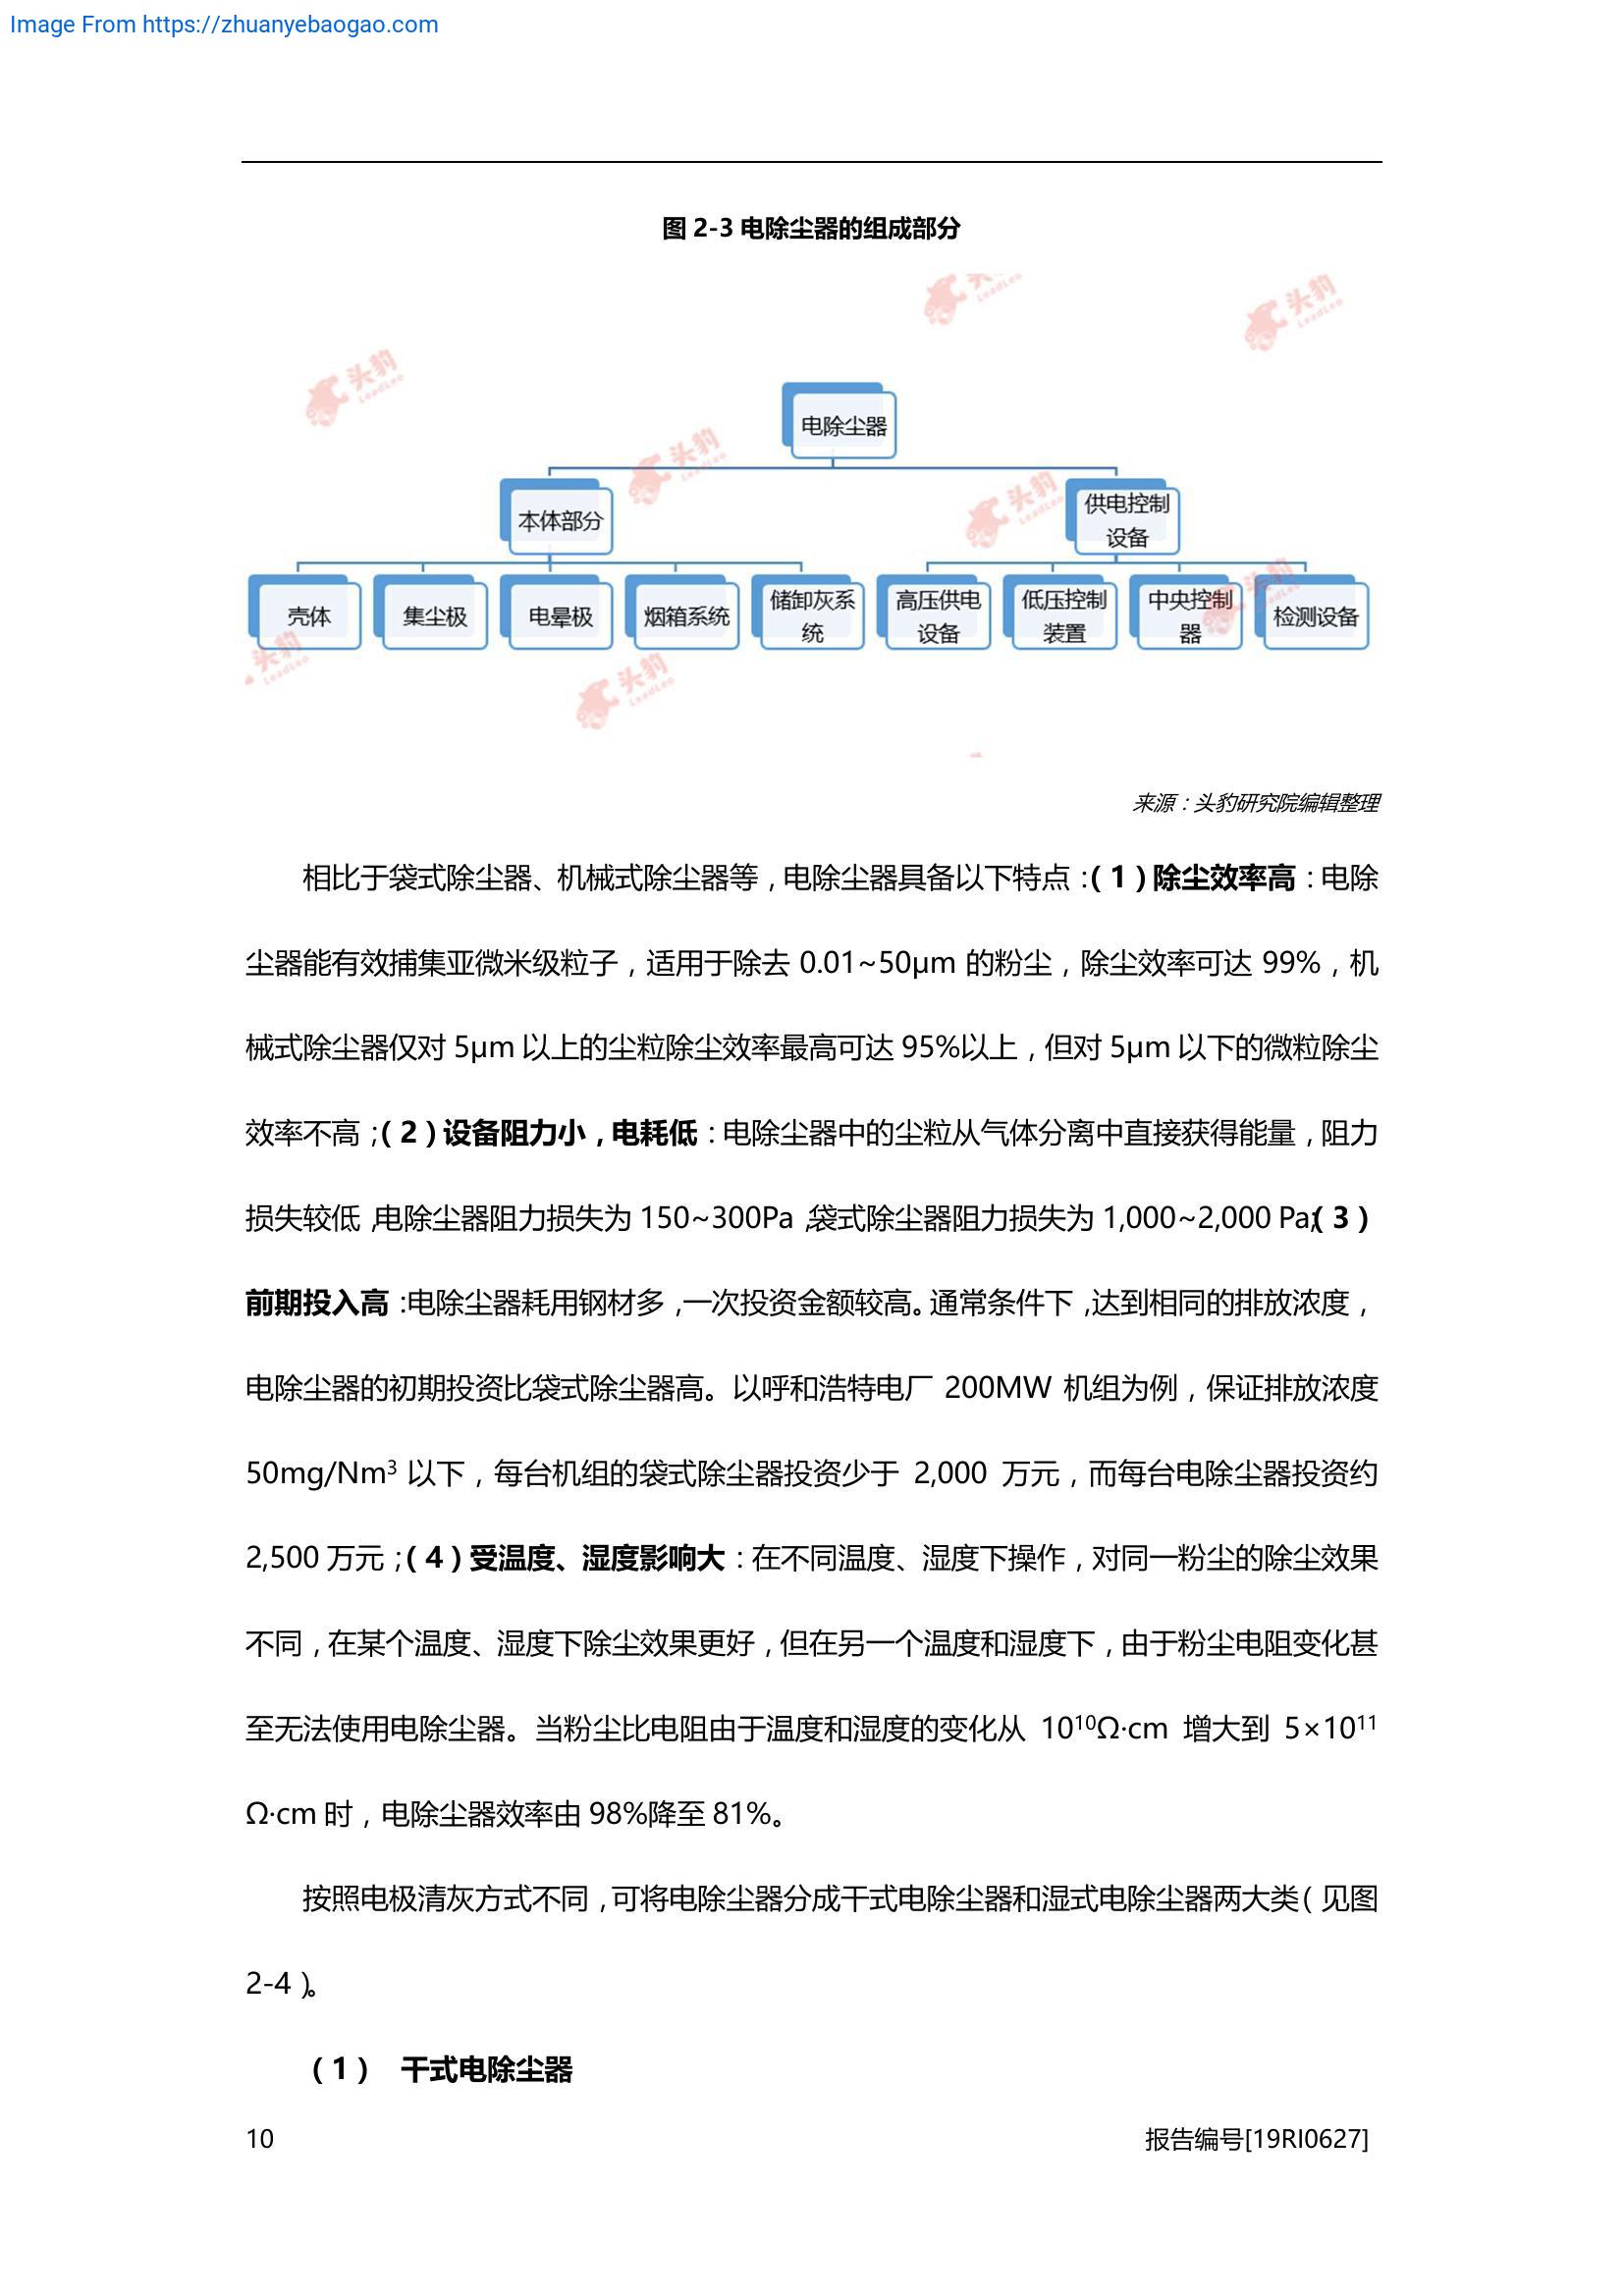 Image From https://zhuanyebaogao.com
图 2-3 电除尘器的组成部分
电除尘器
本体部分
供电控制
设备
壳体
集尘极
电晕极
烟箱系统
储卸灰系
统
高压供电
设备
低压控制
装置
中央控制
器
检测设备
头豹
LeadLeo
来源：头豹研究院编辑整理
相比于袋式除尘器、机械式除尘器等，电除尘器具备以下特点：（1）除尘效率高：电除
尘器能有效捕集亚微米级粒子，适用于除去 0.01~50μm 的粉尘，除尘效率可达 99%，机
械式除尘器仅对 5μm 以上的尘粒除尘效率最高可达 95%以上，但对 5μm 以下的微粒除尘
效率不高；（2）设备阻力小，电耗低：电除尘器中的尘粒从气体分离中直接获得能量，阻力
损失较低，电除尘器阻力损失为 150~300Pa，袋式除尘器阻力损失为 1,000~2,000 Pa；（3）
前期投入高：电除尘器耗用钢材多，一次投资金额较高。通常条件下，达到相同的排放浓度，
电除尘器的初期投资比袋式除尘器高。以呼和浩特电厂 200MW 机组为例，保证排放浓度
50mg/Nm³ 以下，每台机组的袋式除尘器投资少于 2,000 万元，而每台电除尘器投资约
2,500 万元；（4）受温度、湿度影响大：在不同温度、湿度下操作，对同一粉尘的除尘效果
不同，在某个温度、湿度下除尘效果更好，但在另一个温度和湿度下，由于粉尘电阻变化甚
至无法使用电除尘器。当粉尘比电阻由于温度和湿度的变化从 10¹⁰Ω·cm 增大到 5×10¹¹
Ω·cm 时，电除尘器效率由 98%降至 81%。
按照电极清灰方式不同，可将电除尘器分成干式电除尘器和湿式电除尘器两大类（见图
2-4）。
（1） 干式电除尘器
10
报告编号[19RI0627]